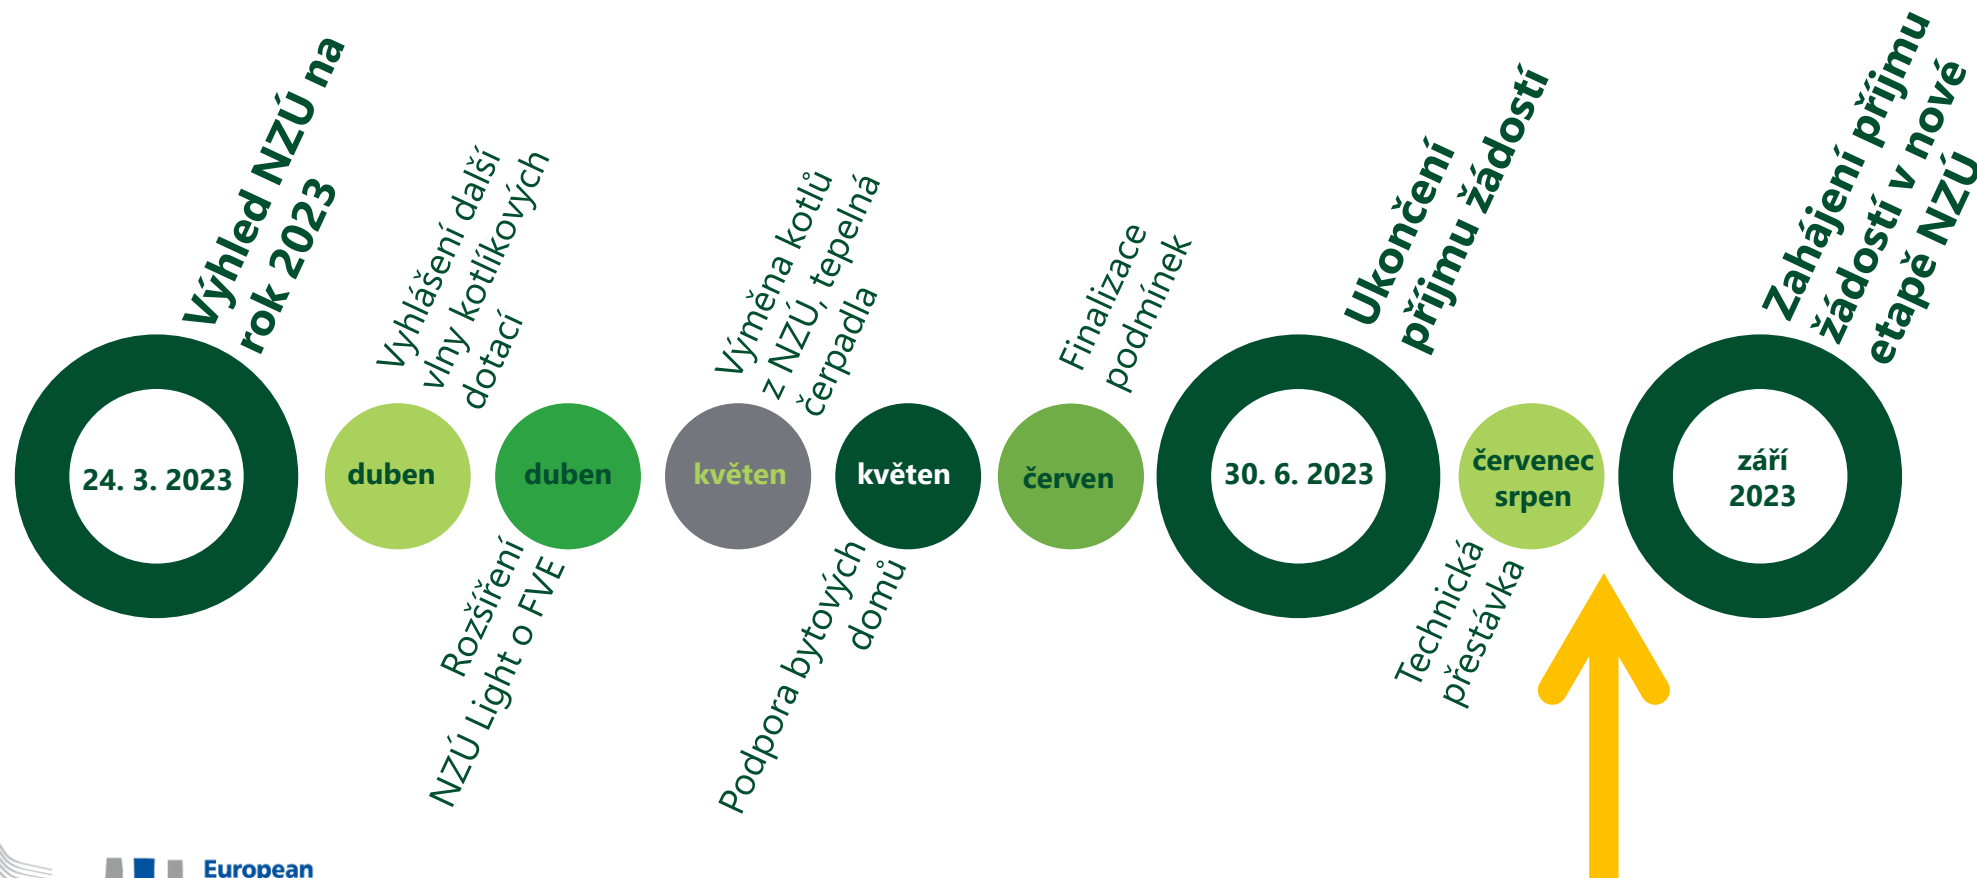 Výhled NZÚ na
rok 2023
24. 3. 2023
Vyhlášení další
vlny kotlíkových
dotací
duben
duben
Rozšíření
NZÚ Light o FVE
Výměna kotlů
z NZÚ, tepelná
čerpadla
květen
květen
Podpora bytových
domů
Finalizace
podmínek
červen
Ukončení
příjmu žádostí
30. 6. 2023
červenec
srpen
Technická
přestávka
Zahájení příjmu
žádostí v nové
etapě NZÚ
září
2023
European